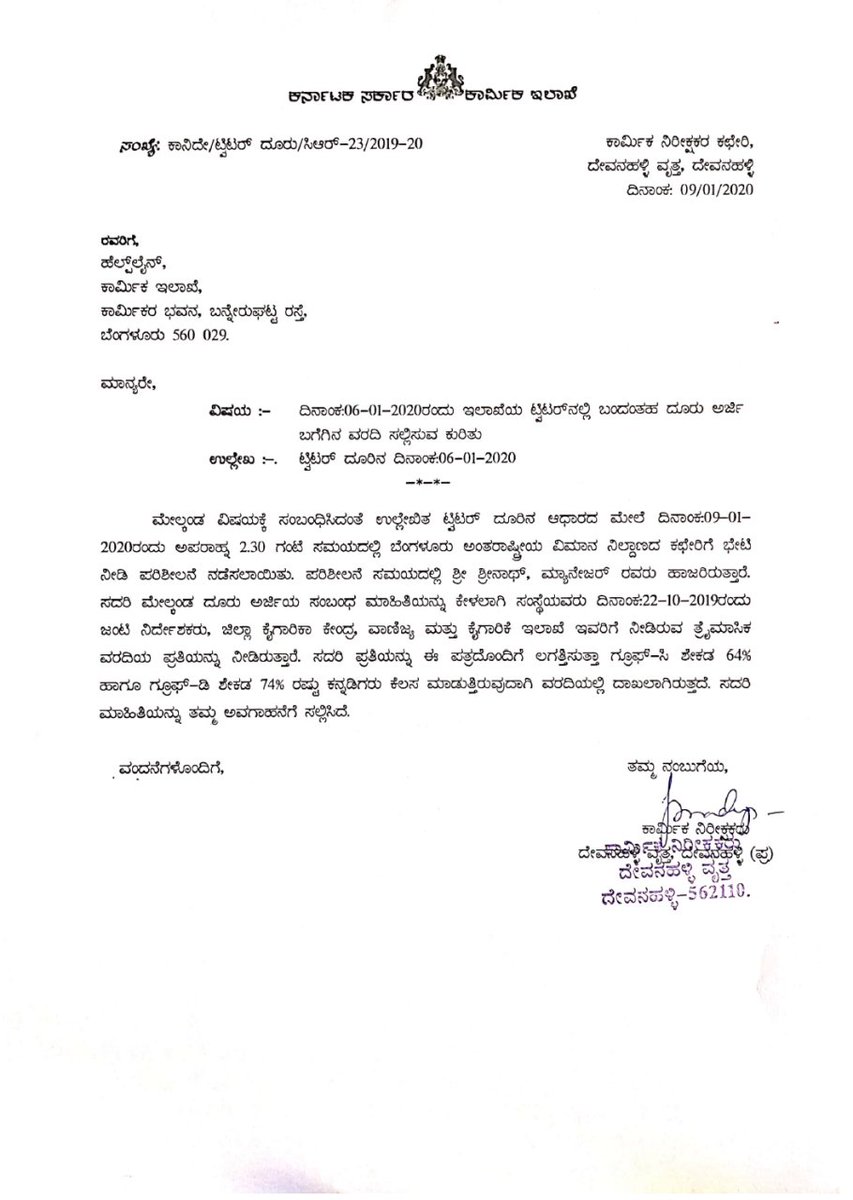 ಕರ್ನಾಟಕ ಸರ್ಕಾರ ಕಾರ್ಮಿಕ ಇಲಾಖೆ
ಸಂಖ್ಯೆ: ಕಾನಿದೇ/ಟ್ವಿಟರ್ ದೂರು/ಸಿಆರ್-23/2019-20
ಕಾರ್ಮಿಕ ನಿರೀಕ್ಷಕರ ಕಛೇರಿ,
ದೇವನಹಳ್ಳಿ ವೃತ್ತ, ದೇವನಹಳ್ಳಿ
ದಿನಾಂಕ: 09/01/2020
ರವರಿಗೆ,
ಹೆಲ್ಪ್‌ಲೈನ್,
ಕಾರ್ಮಿಕ ಇಲಾಖೆ,
ಕಾರ್ಮಿಕರ ಭವನ, ಬನ್ನೇರುಘಟ್ಟ ರಸ್ತೆ,
ಬೆಂಗಳೂರು 560 029.
ಮಾನ್ಯರೇ,
ವಿಷಯ :- ದಿನಾಂಕ:06-01-2020ರಂದು ಇಲಾಖೆಯ ಟ್ವಿಟರ್‌ನಲ್ಲಿ ಬಂದಂತಹ ದೂರು ಅರ್ಜಿ
ಬಗೆಗಿನ ವರದಿ ಸಲ್ಲಿಸುವ ಕುರಿತು
ಉಲ್ಲೇಖ :-. ಟ್ವಿಟರ್ ದೂರಿನ ದಿನಾಂಕ:06-01-2020
-*-*-
ಮೇಲ್ಕಂಡ ವಿಷಯಕ್ಕೆ ಸಂಬಂಧಿಸಿದಂತೆ ಉಲ್ಲೇಖಿತ ಟ್ವಿಟರ್ ದೂರಿನ ಆಧಾರದ ಮೇಲೆ ದಿನಾಂಕ:09-01-
2020ರಂದು ಅಪರಾಹ್ನ 2.30 ಗಂಟೆ ಸಮಯದಲ್ಲಿ ಬೆಂಗಳೂರು ಅಂತರಾಷ್ಟ್ರೀಯ ವಿಮಾನ ನಿಲ್ದಾಣದ ಕಛೇರಿಗೆ ಭೇಟಿ
ನೀಡಿ ಪರಿಶೀಲನೆ ನಡೆಸಲಾಯಿತು. ಪರಿಶೀಲನೆ ಸಮಯದಲ್ಲಿ ಶ್ರೀ ಶ್ರೀನಾಥ್, ಮ್ಯಾನೇಜರ್ ರವರು ಹಾಜರಿರುತ್ತಾರೆ.
ಸದರಿ ಮೇಲ್ಕಂಡ ದೂರು ಅರ್ಜಿಯ ಸಂಬಂಧ ಮಾಹಿತಿಯನ್ನು ಕೇಳಲಾಗಿ ಸಂಸ್ಥೆಯವರು ದಿನಾಂಕ:22-10-2019ರಂದು
ಜಂಟಿ ನಿರ್ದೇಶಕರು, ಜಿಲ್ಲಾ ಕೈಗಾರಿಕಾ ಕೇಂದ್ರ, ವಾಣಿಜ್ಯ ಮತ್ತು ಕೈಗಾರಿಕೆ ಇಲಾಖೆ ಇವರಿಗೆ ನೀಡಿರುವ ತ್ರೈಮಾಸಿಕ
ವರದಿಯ ಪ್ರತಿಯನ್ನು ನೀಡಿರುತ್ತಾರೆ. ಸದರಿ ಪ್ರತಿಯನ್ನು ಈ ಪತ್ರದೊಂದಿಗೆ ಲಗತ್ತಿಸುತ್ತಾ ಗ್ರೂಫ್-ಸಿ ಶೇಕಡ 64%
ಹಾಗೂ ಗ್ರೂಫ್-ಡಿ ಶೇಕಡ 74% ರಷ್ಟು ಕನ್ನಡಿಗರು ಕೆಲಸ ಮಾಡುತ್ತಿರುವುದಾಗಿ ವರದಿಯಲ್ಲಿ ದಾಖಲಾಗಿರುತ್ತದೆ. ಸದರಿ
ಮಾಹಿತಿಯನ್ನು ತಮ್ಮ ಅವಗಾಹನೆಗೆ ಸಲ್ಲಿಸಿದೆ.
ವಂದನೆಗಳೊಂದಿಗೆ,
ತಮ್ಮ ನಂಬುಗೆಯ,
ಕಾರ್ಮಿಕ ನಿರೀಕ್ಷಕರು
ದೇವನಹಳ್ಳಿ ವೃತ್ತ, ದೇವನಹಳ್ಳಿ (ಪ್ರ)
ಕಾರ್ಮಿಕ ನಿರೀಕ್ಷಕರು
ದೇವನಹಳ್ಳಿ ವೃತ್ತ
ದೇವನಹಳ್ಳಿ-562110.